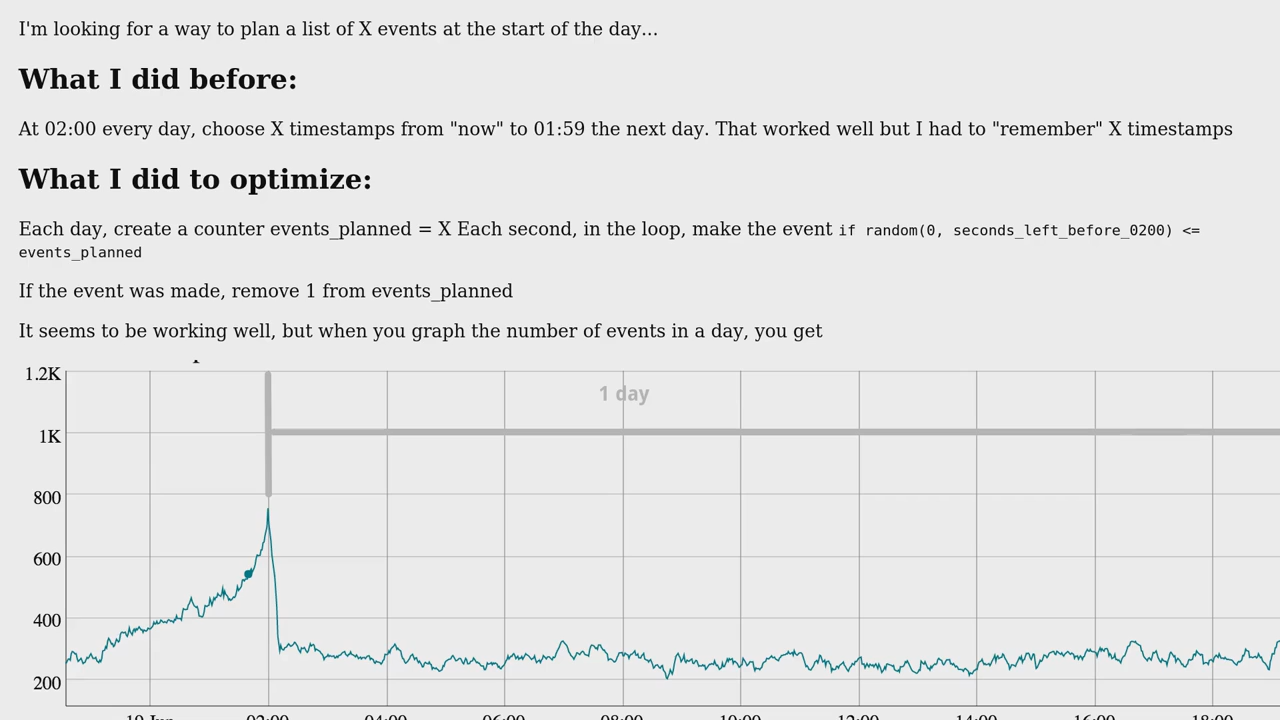 I'm looking for a way to plan a list of X events at the start of the day...
What I did before:
At 02:00 every day, choose X timestamps from "now" to 01:59 the next day. That worked well but I had to "remember" X timestamps
What I did to optimize:
Each day, create a counter events_planned = X Each second, in the loop, make the event if random(0, seconds_left_before_0200) <=
events_planned
If the event was made, remove 1 from events_planned
It seems to be working well, but when you graph the number of events in a day, you get
1.2K
1 day
1K
800
600
400
200
19 Jun 02:00 04:00 06:00 08:00 10:00 12:00 14:00 16:00 18:00